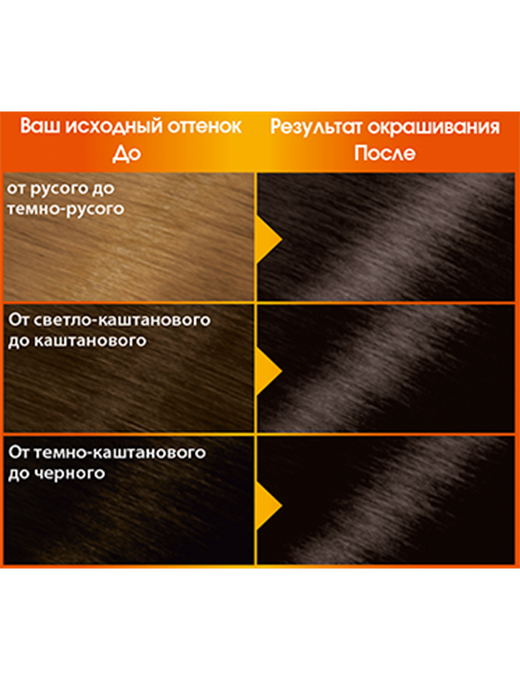 Ваш исходный оттенок
До
Результат окрашивания
После
от русого до
темно-русого
От светло-каштанового
до каштанового
От темно-каштанового
до черного